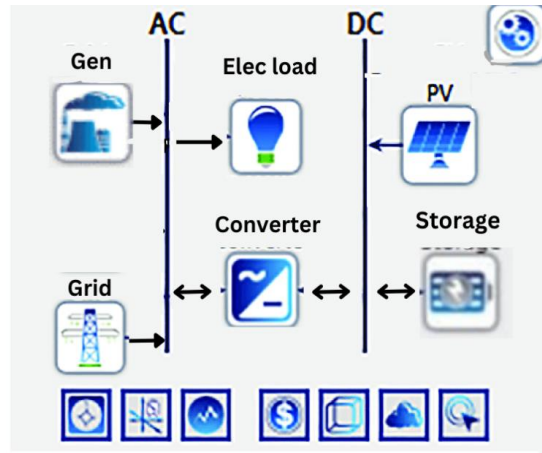 AC DC
Gen
Elec load
PV
Converter
Storage
Grid